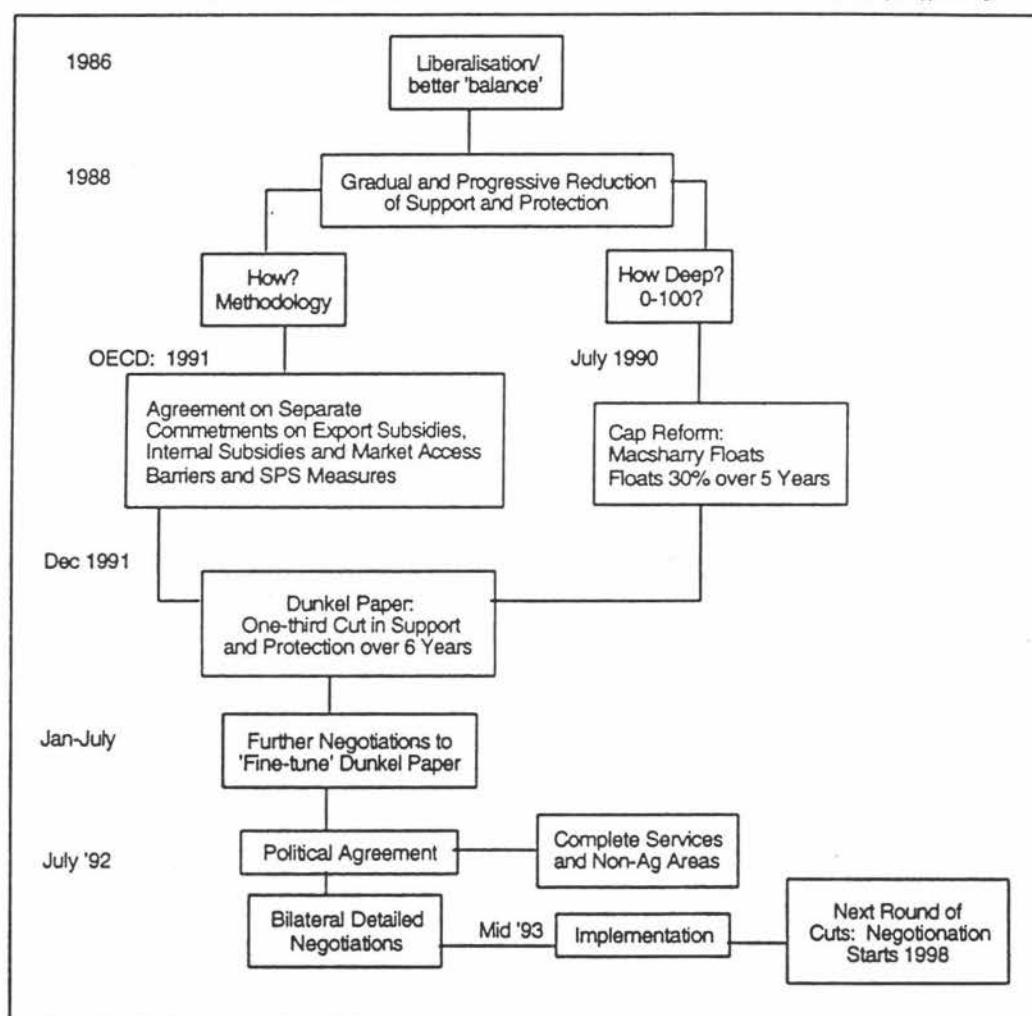 1986
Liberalisation/
better 'balance'
1988
Gradual and Progressive Reduction
of Support and Protection
How?
Methodology
How Deep?
0-100?
OECD: 1991
July 1990
Agreement on Separate
Commetments on Export Subsidies,
Internal Subsidies and Market Access
Barriers and SPS Measures
Cap Reform:
Macsharry Floats
Floats 30% over 5 Years
Dec 1991
Dunkel Paper:
One-third Cut in Support
and Protection over 6 Years
Jan-July
Further Negotiations to
'Fine-tune' Dunkel Paper
July '92
Political Agreement
Complete Services
and Non-Ag Areas
Bilateral Detailed
Negotiations
Mid '93
Implementation
Next Round of
Cuts: Negotionation
Starts 1998